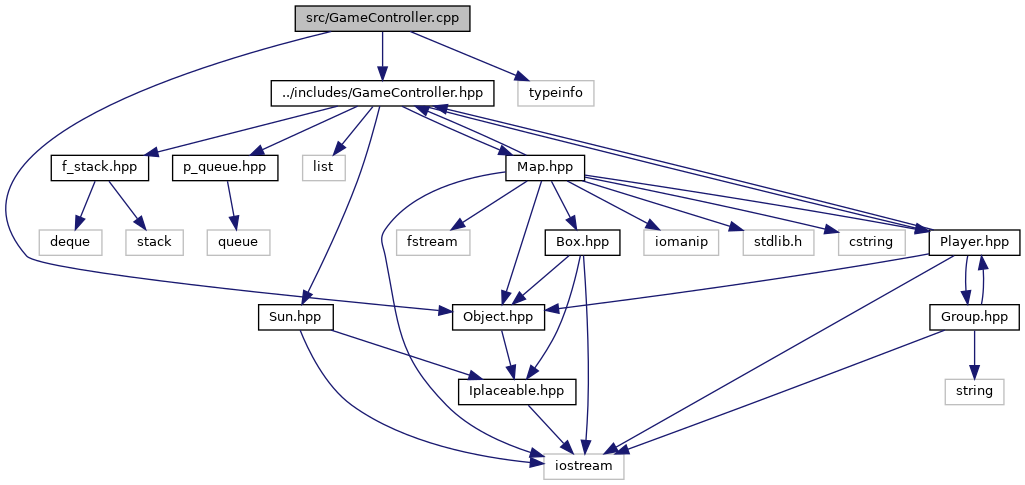 src/GameController.cpp
../includes/GameController.hpp
typeinfo
f_stack.hpp
p_queue.hpp
list
Map.hpp
deque
stack
queue
fstream
Box.hpp
iomanip
stdlib.h
cstring
Player.hpp
Sun.hpp
Object.hpp
Group.hpp
Iplaceable.hpp
string
iostream